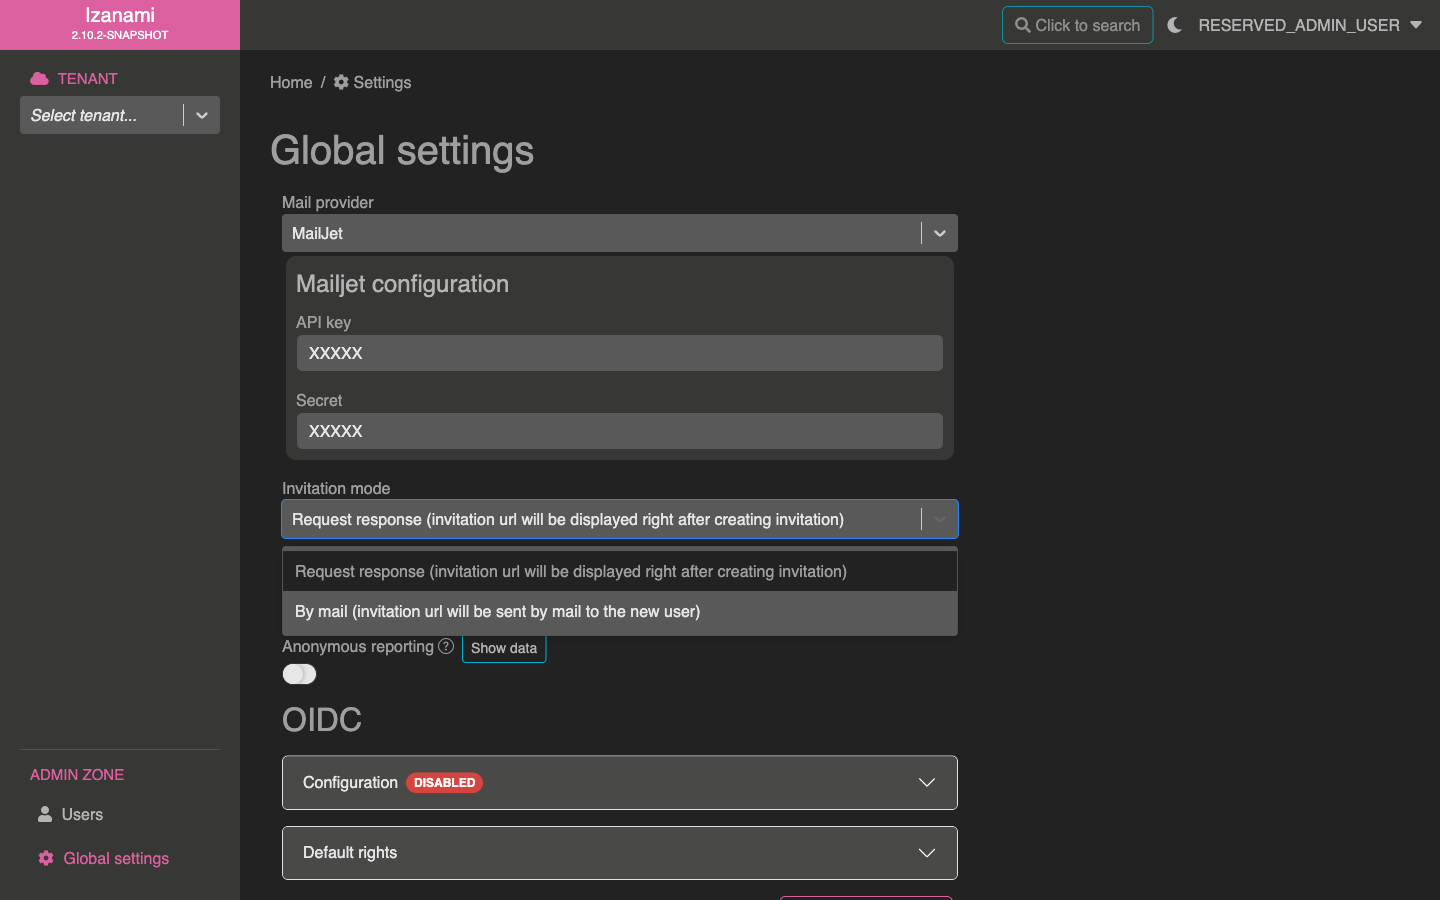 Izanami
2.10.2-SNAPSHOT
Click to search
RESERVED_ADMIN_USER
TENANT
Select tenant...
Home / Settings
Global settings
Mail provider
MailJet
Mailjet configuration
API key
XXXXX
Secret
XXXXX
Invitation mode
Request response (invitation url will be displayed right after creating invitation)
Request response (invitation url will be displayed right after creating invitation)
By mail (invitation url will be sent by mail to the new user)
Anonymous reporting ? Show data
OIDC
Configuration DISABLED
Default rights
ADMIN ZONE
Users
Global settings